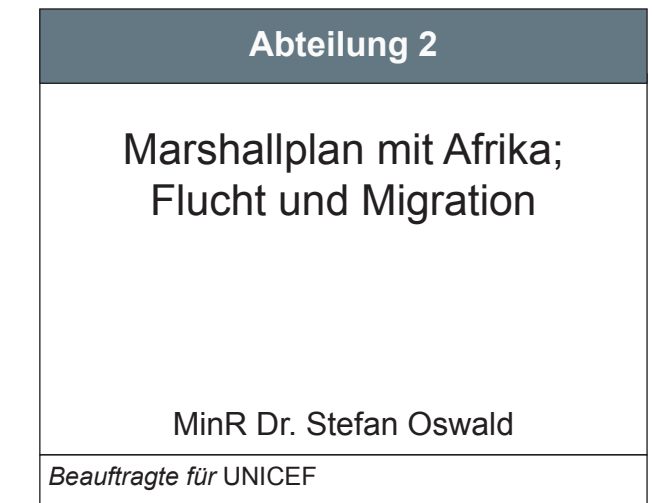 Abteilung 2
Marshallplan mit Afrika;
Flucht und Migration
MinR Dr. Stefan Oswald
Beauftragte für UNICEF